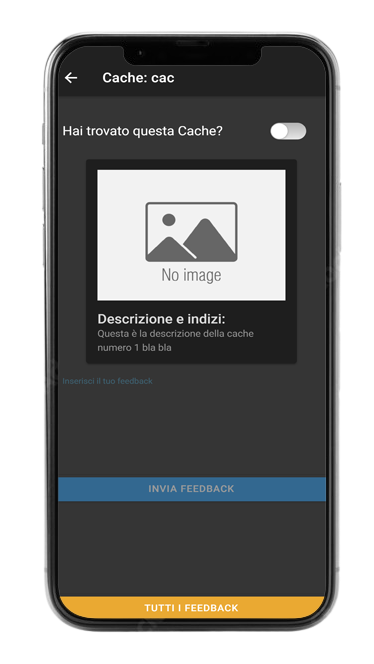 Cache: cac
Hai trovato questa Cache?
No image
Descrizione e indizi:
Questa è la descrizione della cache
numero 1 bla bla
Inserisci il tuo feedback
INVIA FEEDBACK
TUTTI I FEEDBACK